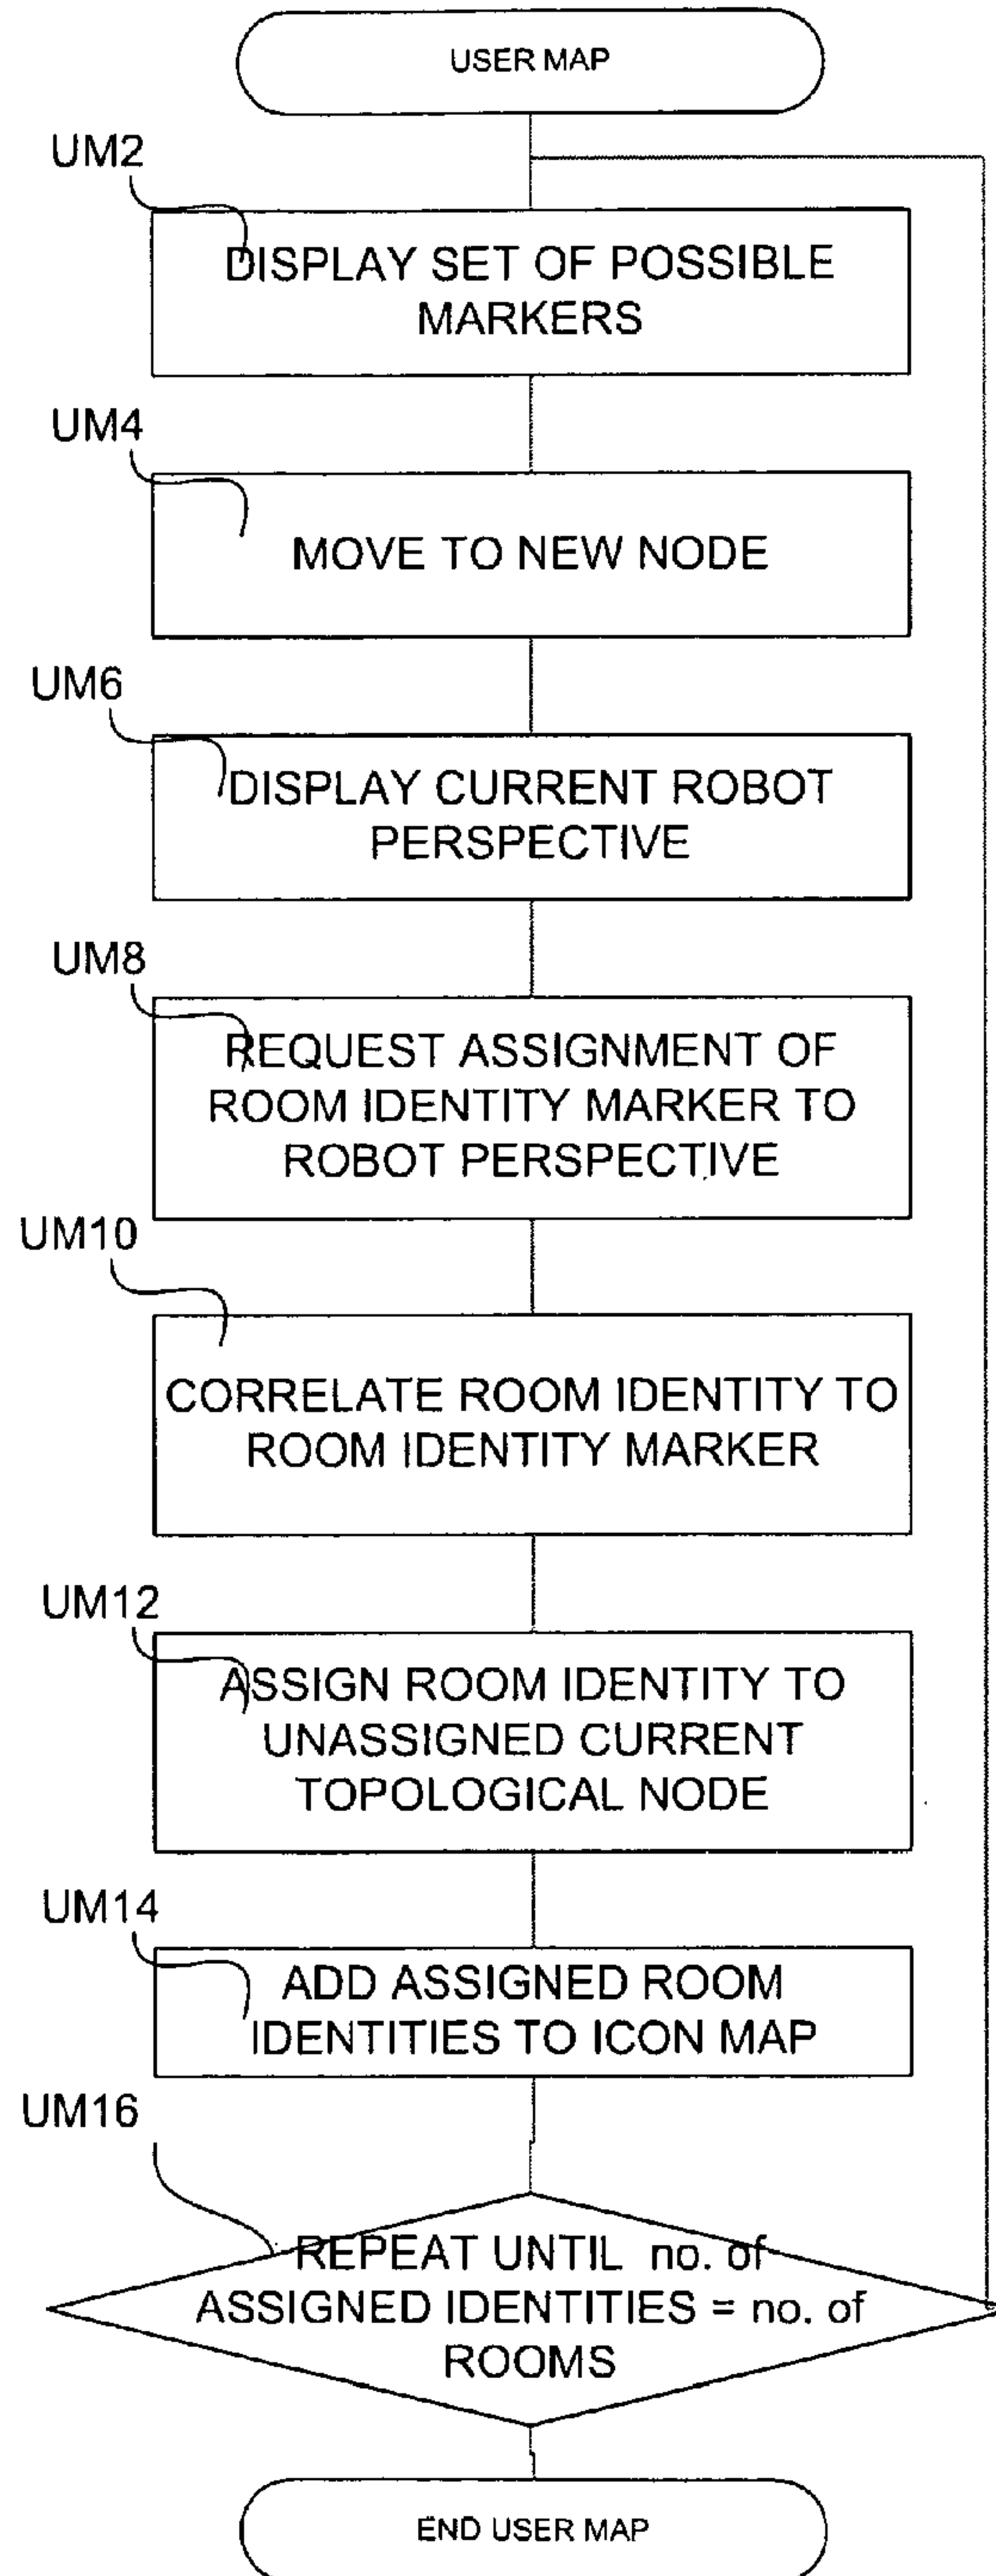 USER MAP
UM2
DISPLAY SET OF POSSIBLE
MARKERS
UM4
MOVE TO NEW NODE
UM6
DISPLAY CURRENT ROBOT
PERSPECTIVE
UM8
REQUEST ASSIGNMENT OF
ROOM IDENTITY MARKER TO
ROBOT PERSPECTIVE
UM10
CORRELATE ROOM IDENTITY TO
ROOM IDENTITY MARKER
UM12
ASSIGN ROOM IDENTITY TO
UNASSIGNED CURRENT
TOPOLOGICAL NODE
UM14
ADD ASSIGNED ROOM
IDENTITIES TO ICON MAP
UM16
REPEAT UNTIL no. of
ASSIGNED IDENTITIES = no. of
ROOMS
END USER MAP